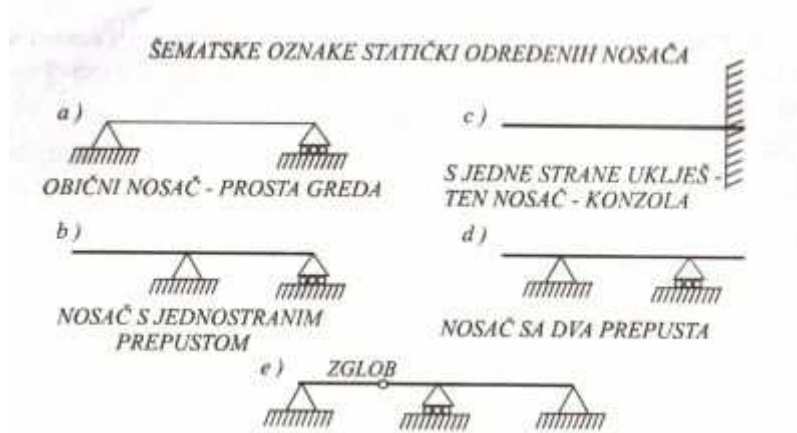 ŠEMATSKE OZNAKE STATIČKI ODREĐENIH NOSAČA
a )
OBIČNI NOSAČ - PROSTA GREDA
c )
S JEDNE STRANE UKLJEŠ -
TEN NOSAČ - KONZOLA
b )
NOSAČ S JEDNOSTRANIM
PREPUSTOM
d )
NOSAČ SA DVA PREPUSTA
e )
ZGLOB